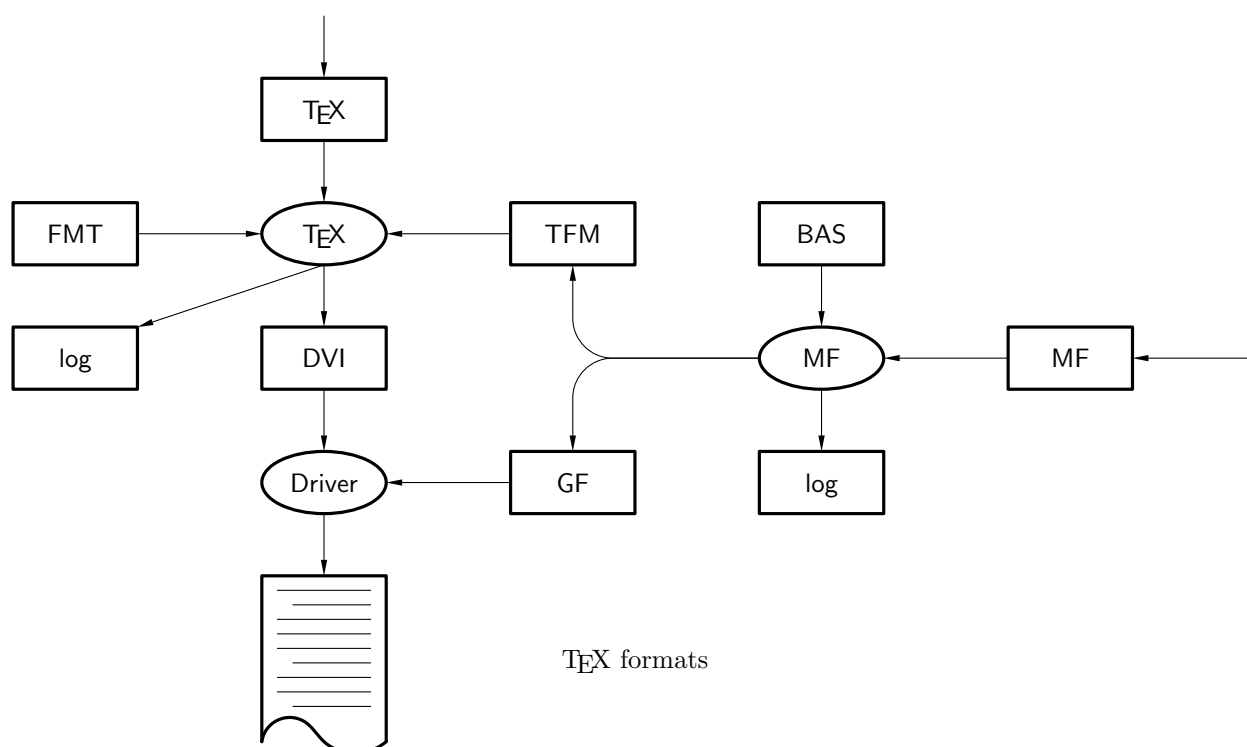 TEX
FMT
TEX
TFM
BAS
log
DVI
MF
MF
Driver
GF
log
TEX formats